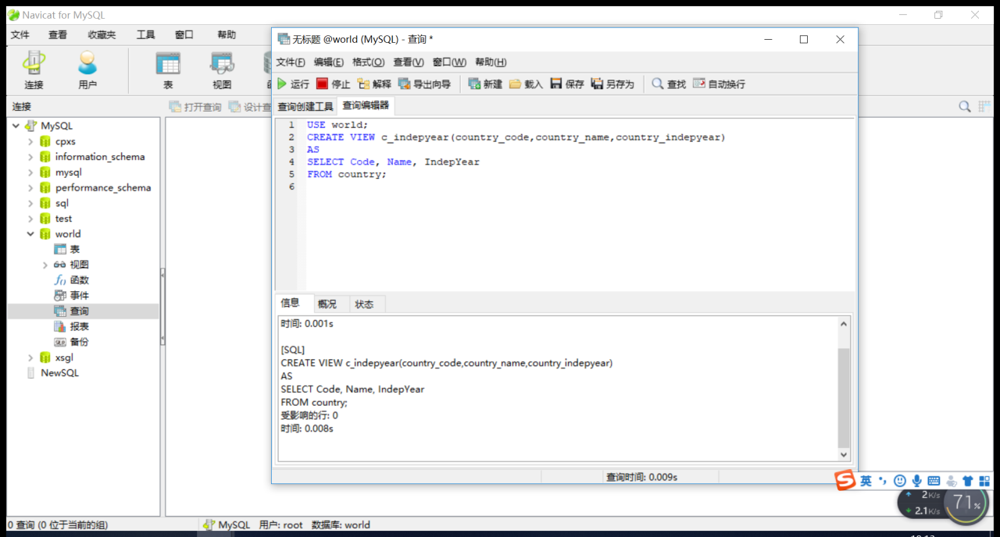 Navicat for MySQL
文件 查看 收藏夹 工具 窗口 帮助
连接 用户 表 视图
连接
打开查询 设计查
MySQL
cpxs
information_schema
mysql
performance_schema
sql
test
world
表
视图
函数
事件
查询
报表
备份
xsgl
NewSQL
无标题 @world (MySQL) - 查询 *
文件(F) 编辑(E) 格式(O) 查看(V) 窗口(W) 帮助(H)
运行 停止 解释 导出向导 新建 载入 保存 另存为 查找 自动换行
查询创建工具 查询编辑器
1 USE world;
2 CREATE VIEW c_indepyear(country_code,country_name,country_indepyear)
3 AS
4 SELECT Code, Name, IndepYear
5 FROM country;
6
信息 概况 状态
时间: 0.001s
[SQL]
CREATE VIEW c_indepyear(country_code,country_name,country_indepyear)
AS
SELECT Code, Name, IndepYear
FROM country;
受影响的行: 0
时间: 0.008s
查询时间: 0.009s
英
2K/s
2.1K/s
71%
0 查询 (0 位于当前的组) MySQL 用户: root 数据库: world